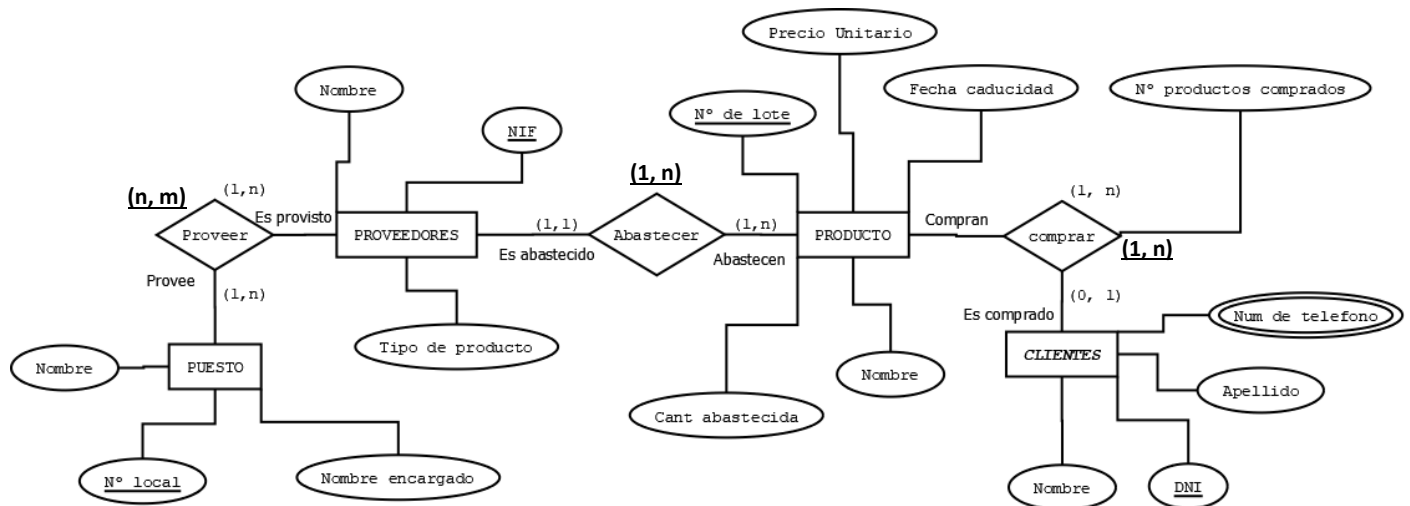 Precio Unitario
Nombre
Fecha caducidad
Nº productos comprados
Nº de lote
NIF
(n, m)
(1,n)
(1, n)
(1, n)
Es provisto
Proveer
PROVEEDORES
(1,1)
Abastecer
(1,n)
PRODUCTO
Compran
comprar
(1, n)
Es abastecido
Abastecen
Provee
(1,n)
(0, 1)
Es comprado
Num de telefono
Tipo de producto
CLIENTES
Nombre
PUESTO
Nombre
Apellido
Cant abastecida
Nº local
Nombre encargado
Nombre
DNI